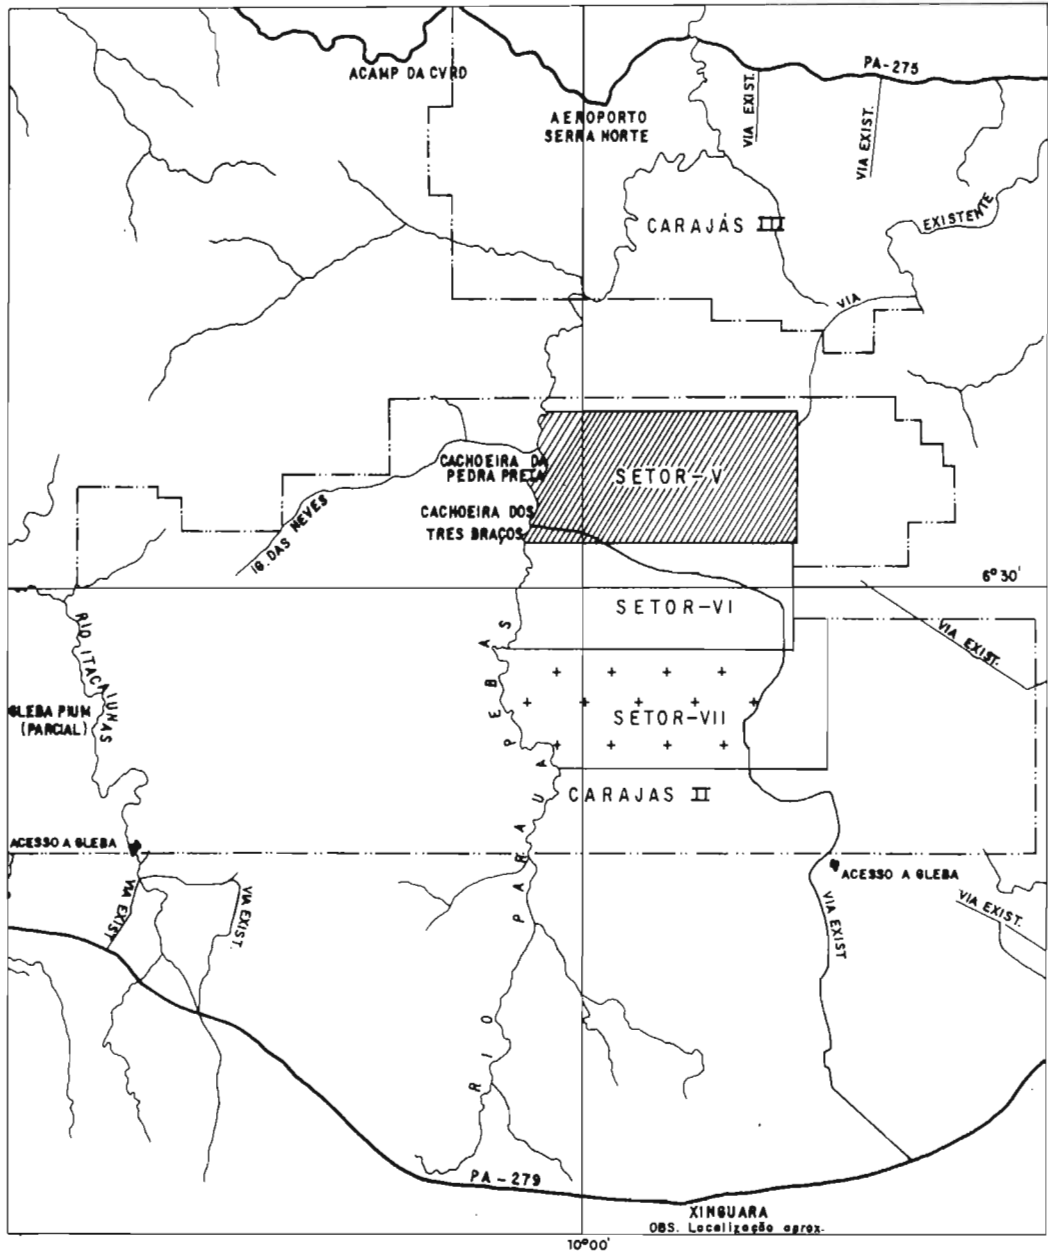 ACAMP DA CVRD
PA-275
AEROPORTO
SERRA NORTE
VIA EXIST.
VIA EXIST.
CARAJÁS III
EXISTENTE
VIA
CACHOEIRA DA
PEDRA PRETA
SETOR-V
CACHOEIRA DOS
TRES BRAÇOS
IG. DAS NEVES
6°30'
SETOR-VI
VIA EXIST.
RIO ITACAIUNAS
GLEBA PIUM
(PARCIAL)
SETOR-VII
CARAJAS II
RIO PARAUAPEBAS
ACESSO A GLEBA
ACESSO A GLEBA
VIA EXIST.
VIA EXIST.
VIA EXIST
VIA EXIST.
PA-279
XINGUARA
OBS. Localização aprox.
10°00'